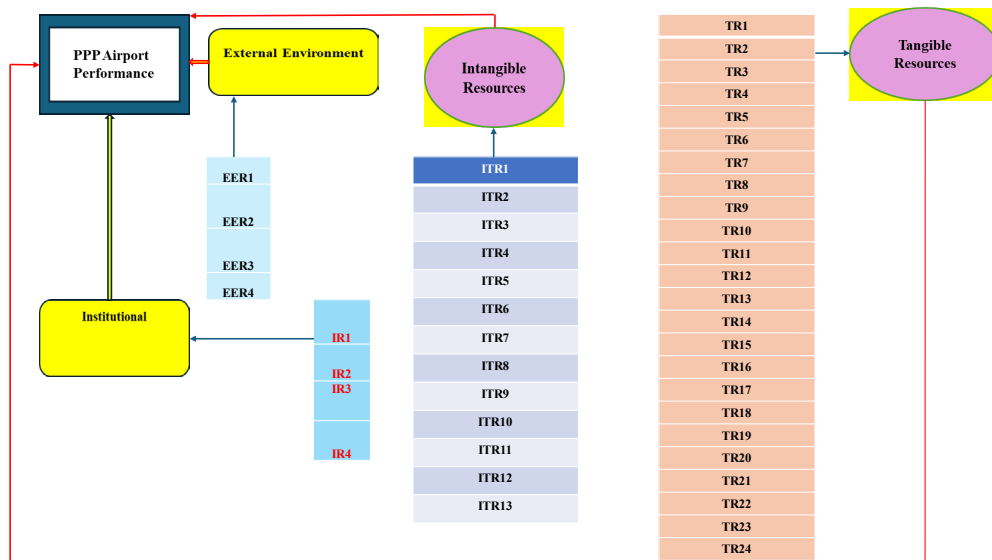 PPP Airport
Performance
External Environment
Intangible
Resources
Tangible
Resources
EER1
EER2
EER3
EER4
Institutional
IR1
IR2
IR3
IR4
ITR1
ITR2
ITR3
ITR4
ITR5
ITR6
ITR7
ITR8
ITR9
ITR10
ITR11
ITR12
ITR13
TR1
TR2
TR3
TR4
TR5
TR6
TR7
TR8
TR9
TR10
TR11
TR12
TR13
TR14
TR15
TR16
TR17
TR18
TR19
TR20
TR21
TR22
TR23
TR24